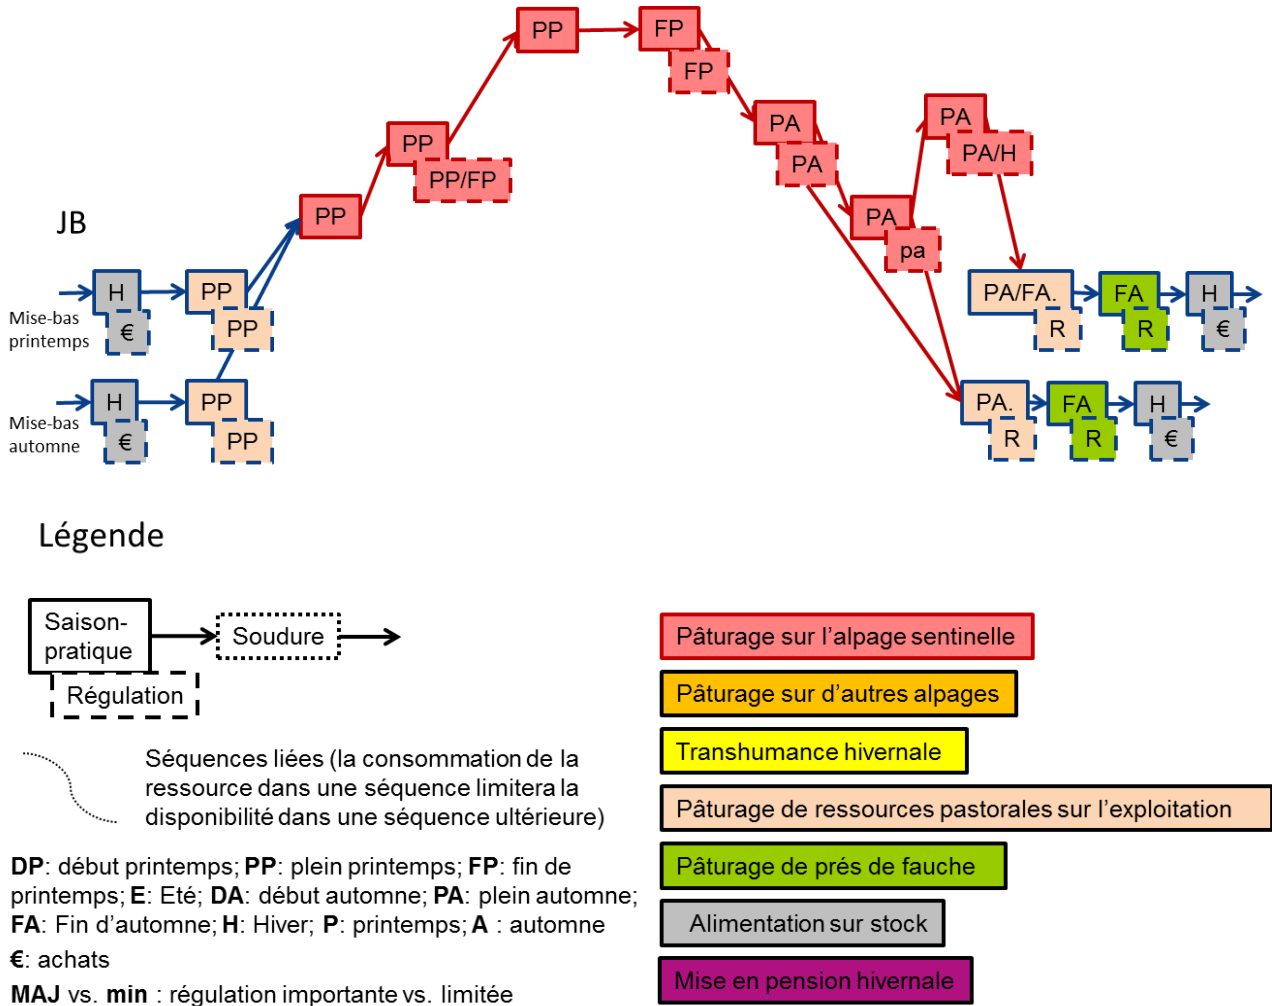 PP
FP
FP
PA
PA
PA
PA/H
PP
PP/FP
PP
PA
pa
JB
H
€
Mise-bas
printemps
PP
PP
PA/FA.
R
FA
R
H
€
H
€
Mise-bas
automne
PP
PP
PA.
R
FA
R
H
€
Légende
Saison-
pratique
Soudure
Régulation
Séquences liées (la consommation de la
ressource dans une séquence limitera la
disponibilité dans une séquence ultérieure)
DP: début printemps; PP: plein printemps; FP: fin de
printemps; E: Eté; DA: début automne; PA: plein automne;
FA: Fin d'automne; H: Hiver; P: printemps; A : automne
€: achats
MAJ vs. min : régulation importante vs. limitée
Pâturage sur l'alpage sentinelle
Pâturage sur d'autres alpages
Transhumance hivernale
Pâturage de ressources pastorales sur l'exploitation
Pâturage de prés de fauche
Alimentation sur stock
Mise en pension hivernale